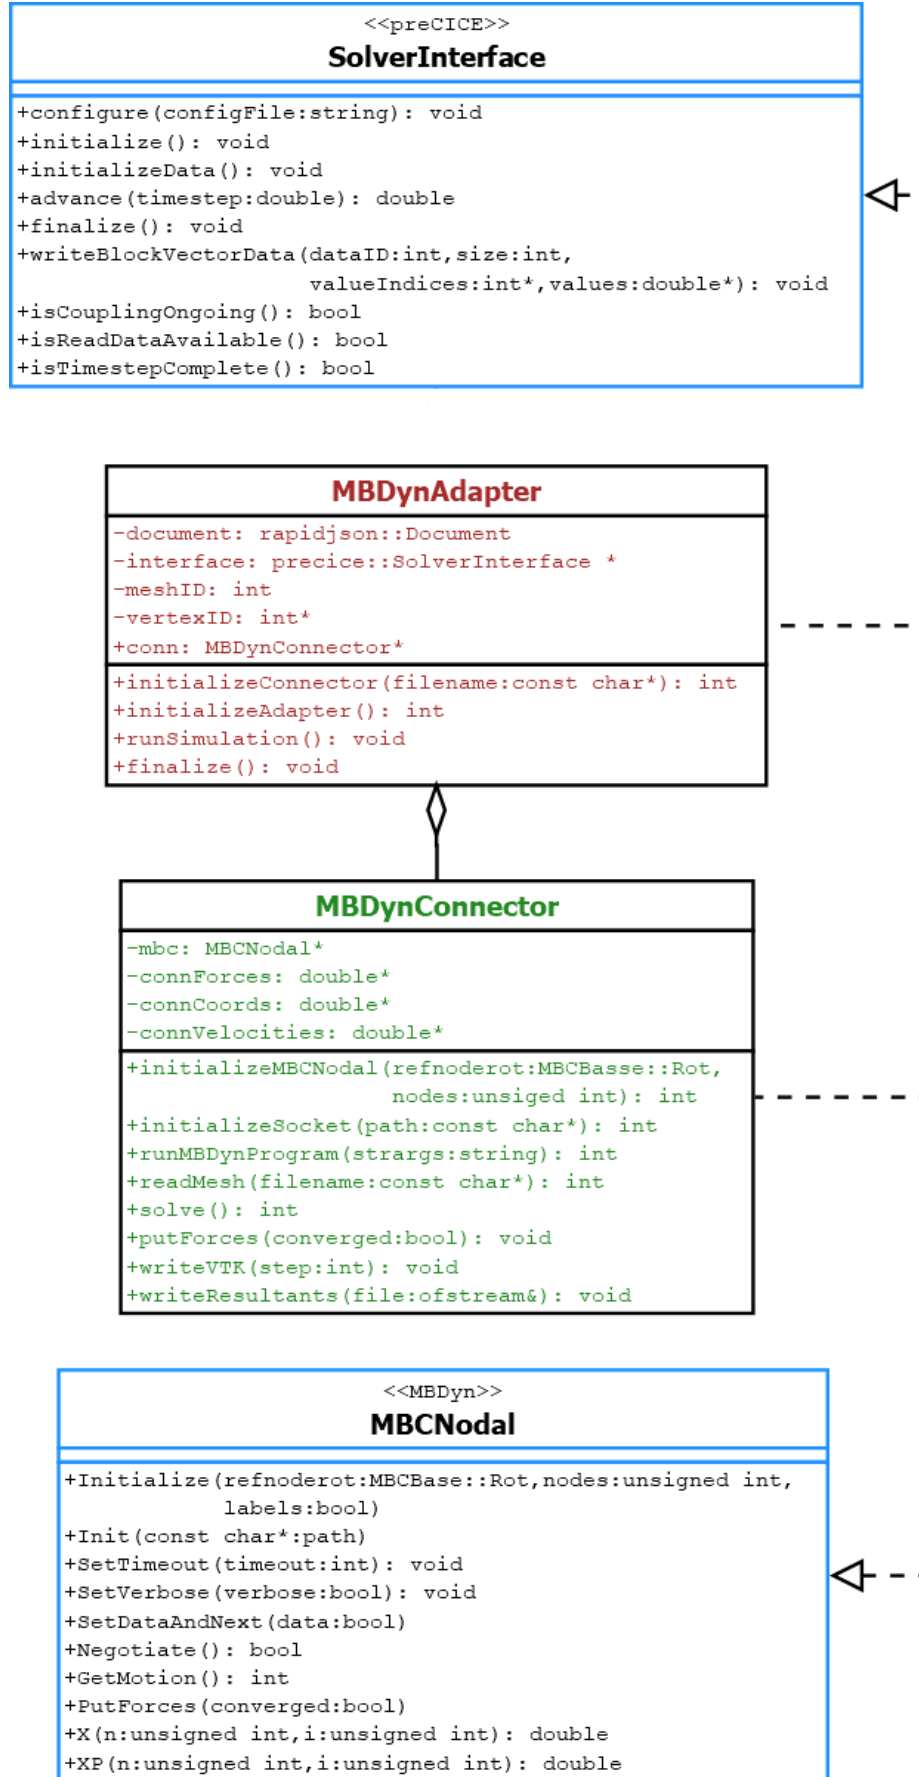 <<preCICE>>
SolverInterface
+configure(configFile:string): void
+initialize(): void
+initializeData(): void
+advance(timestep:double): double
+finalize(): void
+writeBlockVectorData(dataID:int,size:int,
valueIndices:int*,values:double*): void
+isCouplingOngoing(): bool
+isReadDataAvailable(): bool
+isTimestepComplete(): bool
MBDynAdapter
-document: rapidjson::Document
-interface: precice::SolverInterface *
-meshID: int
-vertexID: int*
+conn: MBDynConnector*
+initializeConnector(filename:const char*): int
+initializeAdapter(): int
+runSimulation(): void
+finalize(): void
MBDynConnector
-mbc: MBCNodal*
-connForces: double*
-connCoords: double*
-connVelocities: double*
+initializeMBCNodal(refnoderot:MBCBasse::Rot,
nodes:unsiged int): int
+initializeSocket(path:const char*): int
+runMBDynProgram(strargs:string): int
+readMesh(filename:const char*): int
+solve(): int
+putForces(converged:bool): void
+writeVTK(step:int): void
+writeResultants(file:ofstream&): void
<<MBDyn>>
MBCNodal
+Initialize(refnoderot:MBCBase::Rot,nodes:unsigned int,
labels:bool)
+Init(const char*:path)
+SetTimeout(timeout:int): void
+SetVerbose(verbose:bool): void
+SetDataAndNext(data:bool)
+Negotiate(): bool
+GetMotion(): int
+PutForces(converged:bool)
+X(n:unsigned int,i:unsigned int): double
+XP(n:unsigned int,i:unsigned int): double